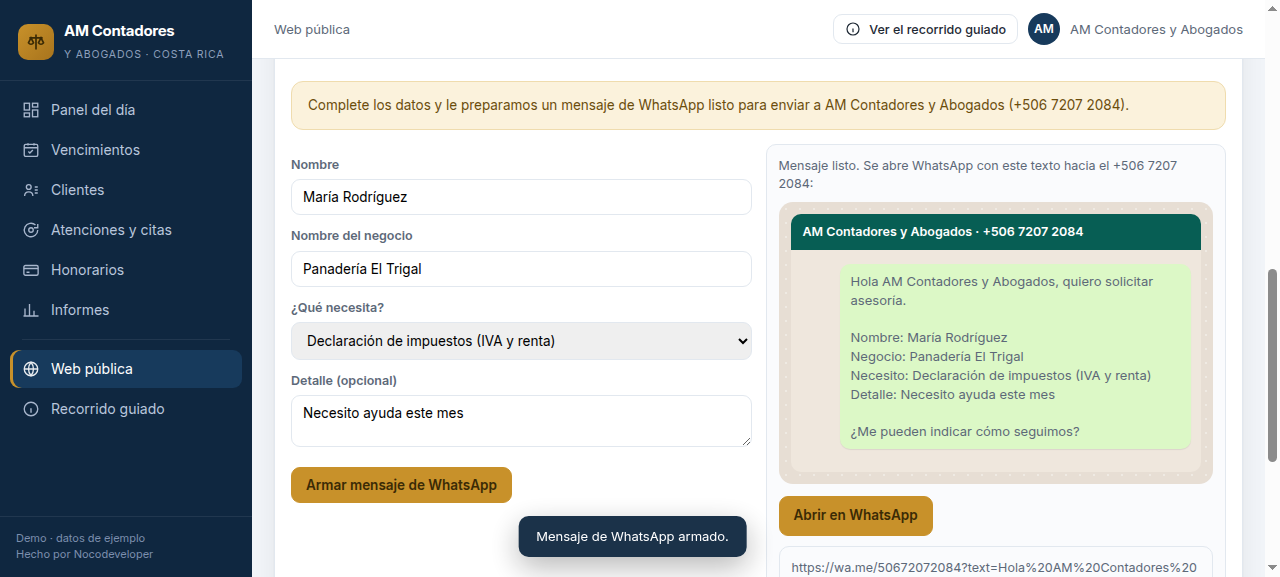 AM Contadores
Y ABOGADOS · COSTA RICA
Panel del día
Vencimientos
Clientes
Atenciones y citas
Honorarios
Informes
Web pública
Recorrido guiado
Demo · datos de ejemplo
Hecho por Nocodeveloper
Web pública
Ver el recorrido guiado
AM
AM Contadores y Abogados
Complete los datos y le preparamos un mensaje de WhatsApp listo para enviar a AM Contadores y Abogados (+506 7207 2084).
Nombre
María Rodríguez
Nombre del negocio
Panadería El Trigal
¿Qué necesita?
Declaración de impuestos (IVA y renta)
Detalle (opcional)
Necesito ayuda este mes
Armar mensaje de WhatsApp
Mensaje listo. Se abre WhatsApp con este texto hacia el +506 7207
2084:
AM Contadores y Abogados · +506 7207 2084
Hola AM Contadores y Abogados, quiero solicitar
asesoría.
Nombre: María Rodríguez
Negocio: Panadería El Trigal
Necesito: Declaración de impuestos (IVA y renta)
Detalle: Necesito ayuda este mes
¿Me pueden indicar cómo seguimos?
Abrir en WhatsApp
https://wa.me/50672072084?text=Hola%20AM%20Contadores%20
Mensaje de WhatsApp armado.